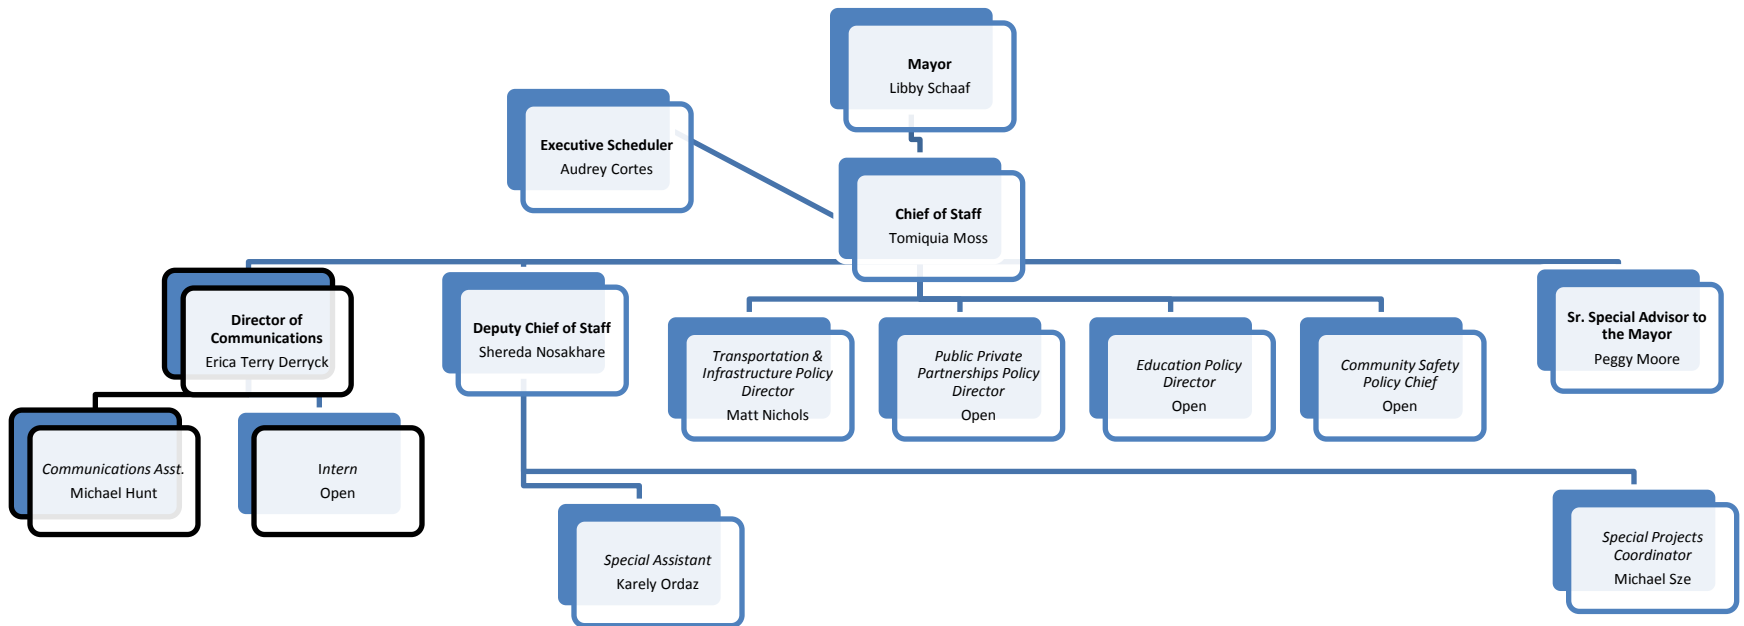 Mayor
Libby Schaaf
Executive Scheduler
Audrey Cortes
Chief of Staff
Tomiquia Moss
Director of
Communications
Erica Terry Derryck
Deputy Chief of Staff
Shereda Nosakhare
Transportation &
Infrastructure Policy
Director
Matt Nichols
Public Private
Partnerships Policy
Director
Open
Education Policy
Director
Open
Community Safety
Policy Chief
Open
Sr. Special Advisor to
the Mayor
Peggy Moore
Communications Asst.
Michael Hunt
Intern
Open
Special Assistant
Karely Ordaz
Special Projects
Coordinator
Michael Sze